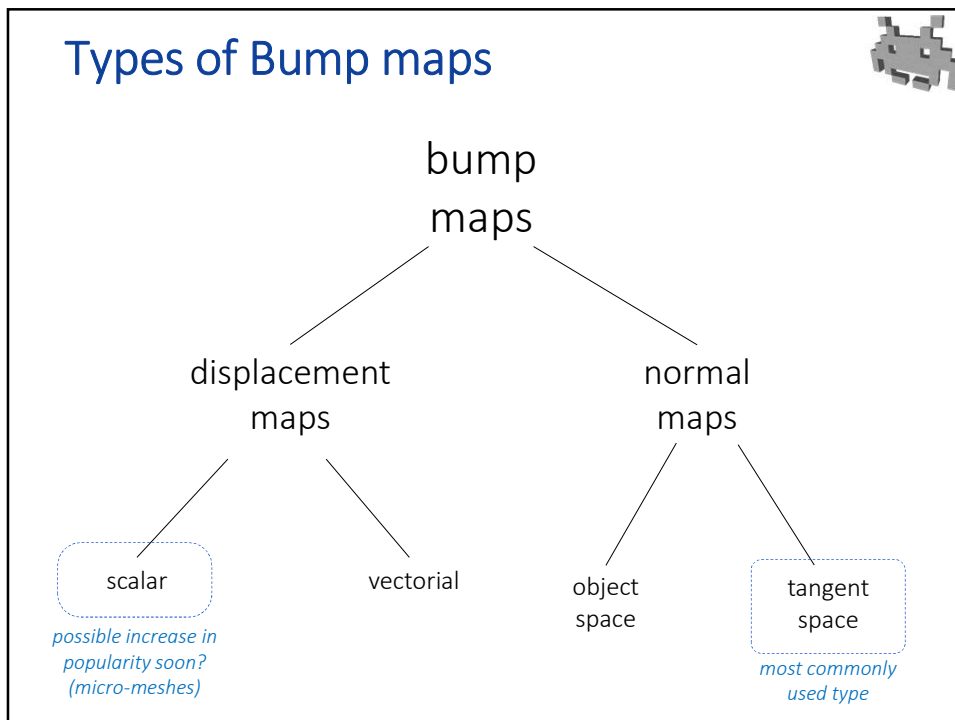 Types of Bump maps
bump
maps
displacement
maps
normal
maps
scalar
vectorial
object
space
tangent
space
possible increase in
popularity soon?
(micro-meshes)
most commonly
used type